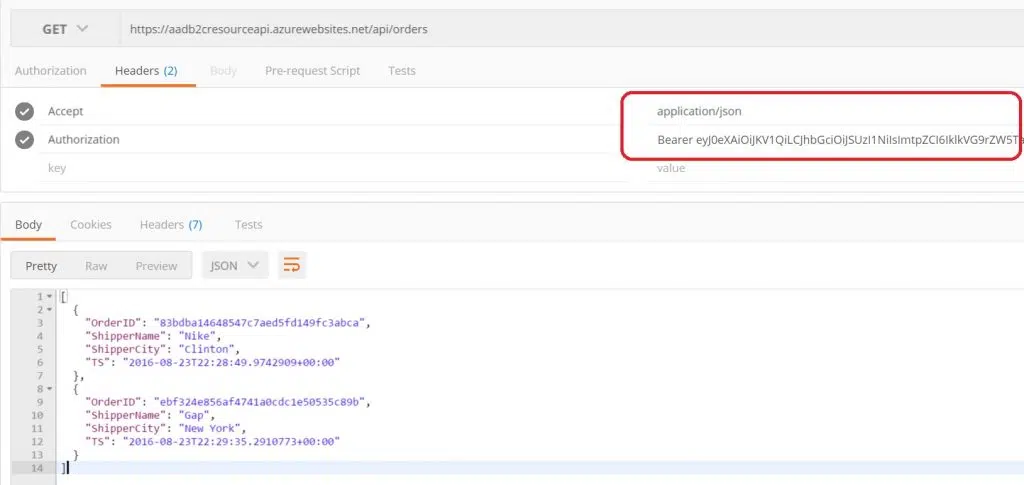 GET https://aadb2cresourceapi.azurewebsites.net/api/orders
Authorization Headers (2) Body Pre-request Script Tests
Accept application/json
Authorization Bearer eyJ0eXAiOiJKV1QiLCJhbGciOiJSUzI1NiIsImtpZCI6IklkVG9rZW5Ta
key value
Body Cookies Headers (7) Tests
Pretty Raw Preview JSON
1 [
2 {
3 "OrderID": "83bdba14648547c7aed5fd149fc3abca",
4 "ShipperName": "Nike",
5 "ShipperCity": "Clinton",
6 "TS": "2016-08-23T22:28:49.9742909+00:00"
7 },
8 {
9 "OrderID": "ebf324e856af4741a0cdc1e50535c89b",
10 "ShipperName": "Gap",
11 "ShipperCity": "New York",
12 "TS": "2016-08-23T22:29:35.2910773+00:00"
13 }
14 ]